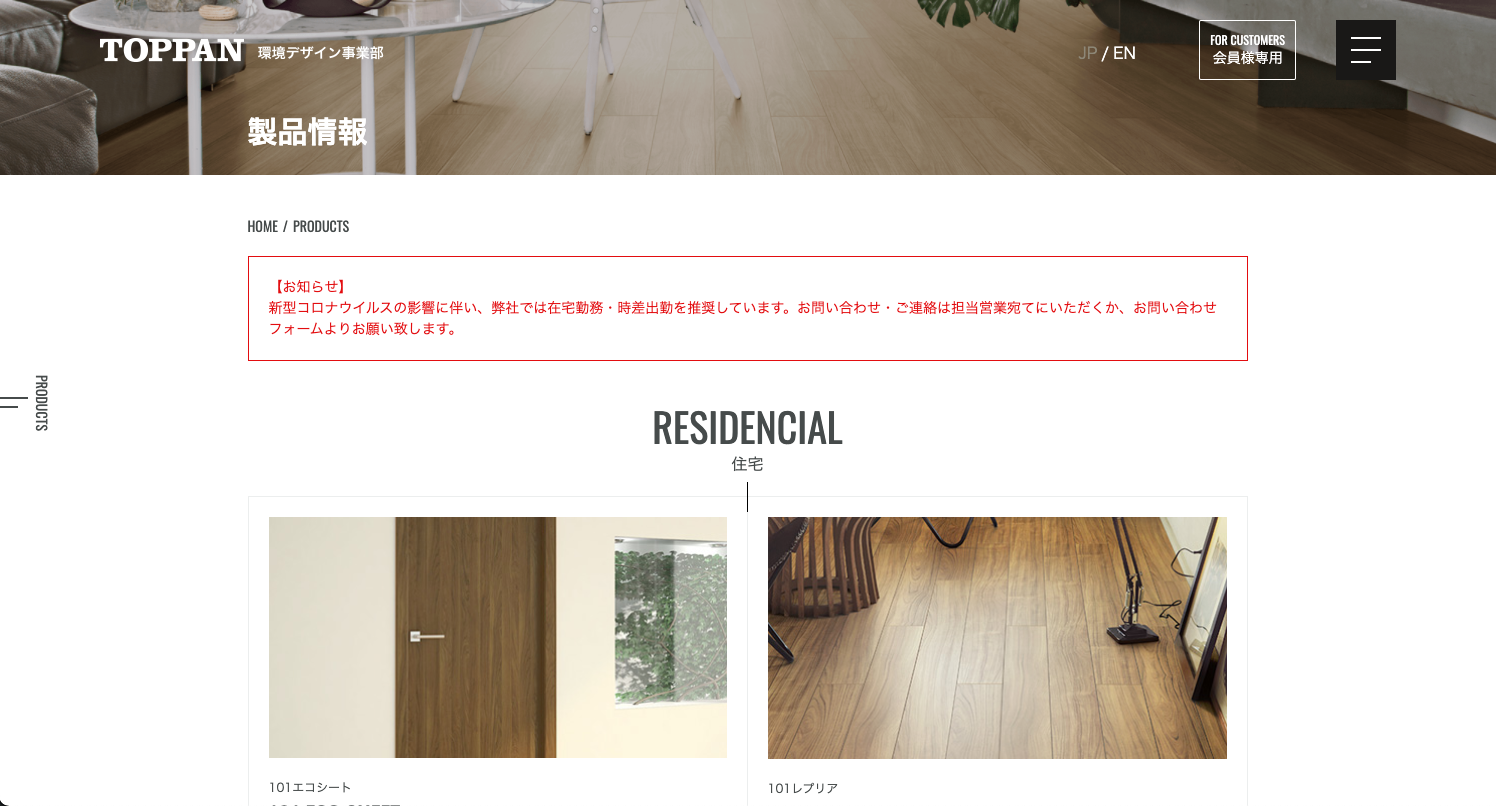 TOPPAN 環境デザイン事業部
JP / EN
FOR CUSTOMERS
会員様専用
製品情報
HOME / PRODUCTS
【お知らせ】
新型コロナウイルスの影響に伴い、弊社では在宅勤務・時差出勤を推奨しています。お問い合わせ・ご連絡は担当営業宛てにいただくか、お問い合わせ
フォームよりお願い致します。
PRODUCTS
RESIDENCIAL
住宅
101エコシート
101レプリア